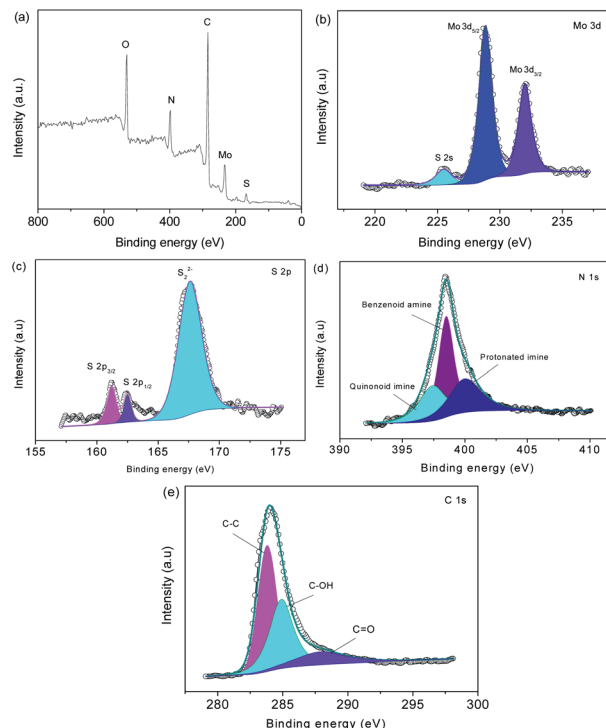 (a)
O
C
N
Mo
S
Intensity (a.u.)
800 600 400 200 0
Binding energy (eV)
(b)
Mo 3d
Mo 3d5/2
Mo 3d3/2
S 2s
Intensity (a.u)
220 225 230 235
Binding energy (eV)
(c)
S 2p
S2 2-
S 2p3/2
S 2p1/2
Intensity (a.u)
155 160 165 170 175
Binding energy (eV)
(d)
N 1s
Benzenoid amine
Protonated imine
Quinonoid imine
Intensity (a.u)
390 395 400 405 410
Binding energy (eV)
(e)
C 1s
C-C
C-OH
C=O
Intensity (a.u)
280 285 290 295 300
Binding energy (eV)